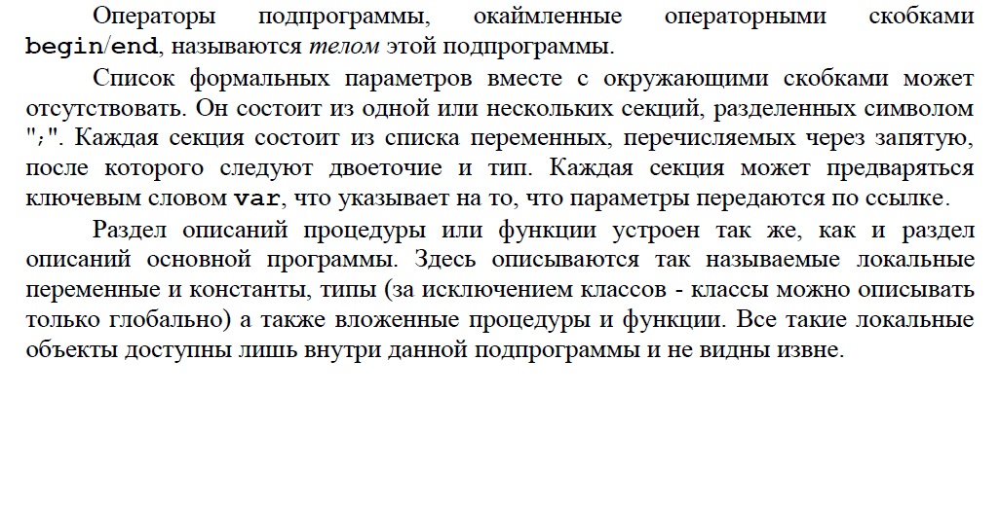 Операторы подпрограммы, окаймленные операторными скобками
begin/end, называются телом этой подпрограммы.
Список формальных параметров вместе с окружающими скобками может
отсутствовать. Он состоит из одной или нескольких секций, разделенных символом
";". Каждая секция состоит из списка переменных, перечисляемых через запятую,
после которого следуют двоеточие и тип. Каждая секция может предваряться
ключевым словом var, что указывает на то, что параметры передаются по ссылке.
Раздел описаний процедуры или функции устроен так же, как и раздел
описаний основной программы. Здесь описываются так называемые локальные
переменные и константы, типы (за исключением классов - классы можно описывать
только глобально) а также вложенные процедуры и функции. Все такие локальные
объекты доступны лишь внутри данной подпрограммы и не видны извне.